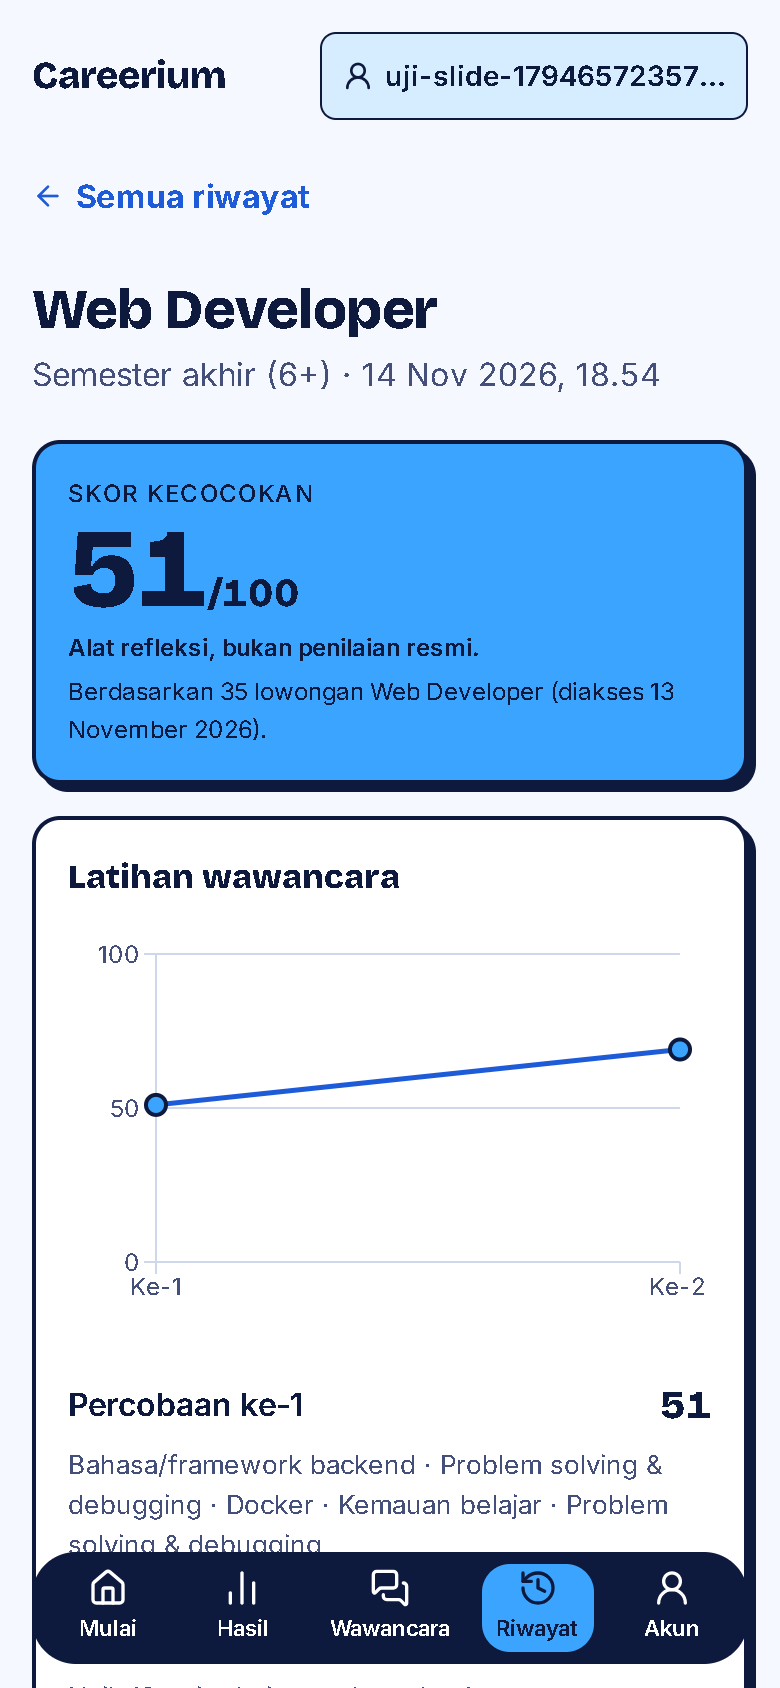 Careerium
uji-slide-17946572357...
Semua riwayat
Web Developer
Semester akhir (6+) · 14 Nov 2026, 18.54
SKOR KECOCOKAN
51/100
Alat refleksi, bukan penilaian resmi.
Berdasarkan 35 lowongan Web Developer (diakses 13
November 2026).
Latihan wawancara
100
50
0
Ke-1
Ke-2
Percobaan ke-1
51
Bahasa/framework backend · Problem solving &
debugging · Docker · Kemauan belajar · Problem
solving & debugging
Mulai
Hasil
Wawancara
Riwayat
Akun